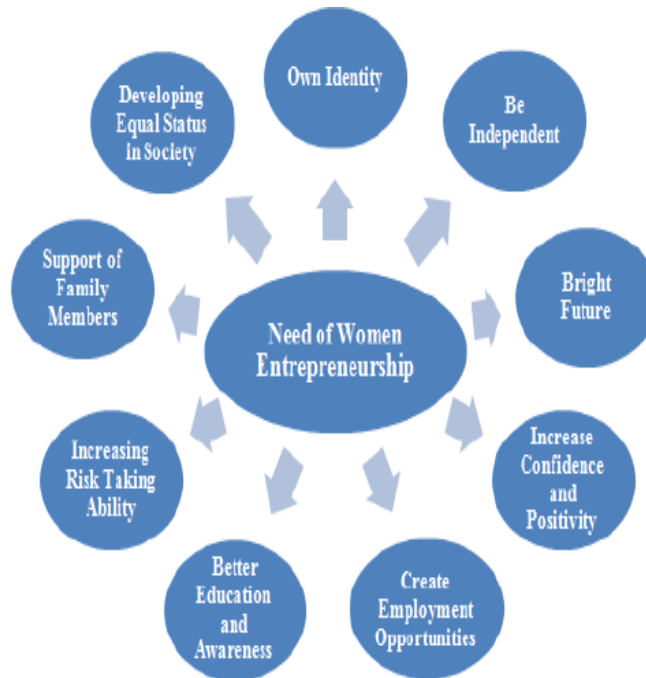 Own Identity
Be
Independent
Bright
Future
Increase
Confidence
and
Positivity
Create
Employment
Opportunities
Better
Education
and
Awareness
Increasing
Risk Taking
Ability
Support of
Family
Members
Developing
Equal Status
in Society
Need of Women
Entrepreneurship